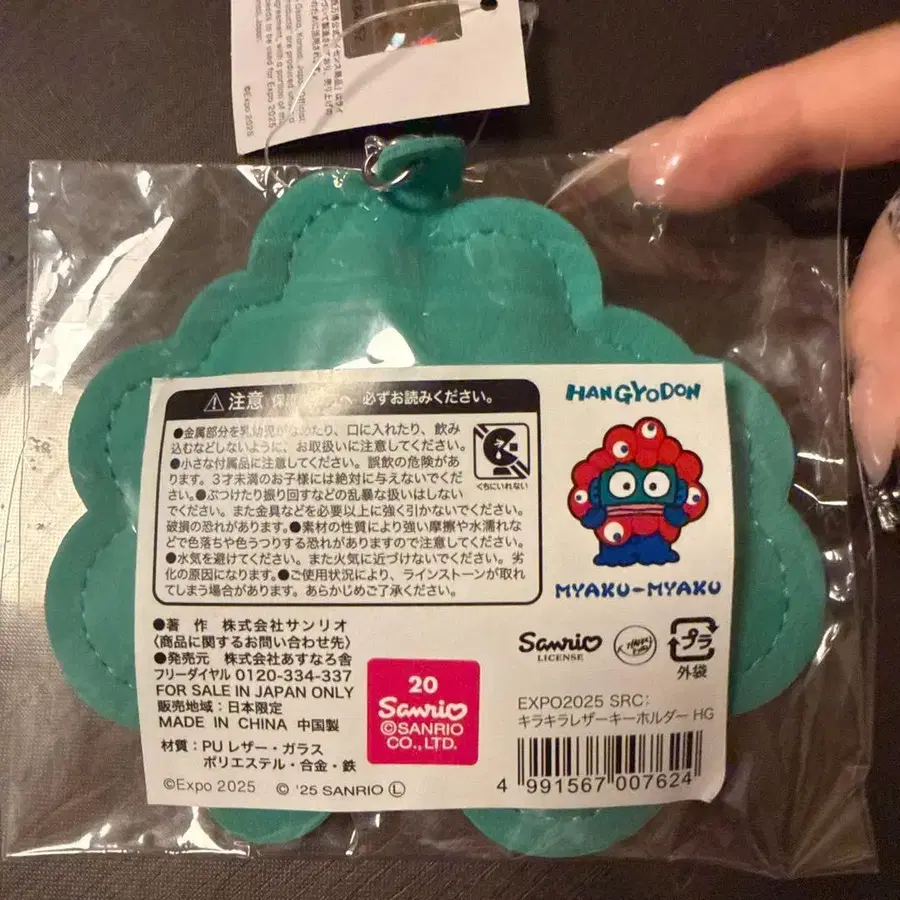 ©Expo 2025
⚠注意 保 へ 必ずお読みください。
●金属部分を乳幼児がなめたり、口に入れたり、飲み
込むなどしないように、お取扱いに注意してください。
●小さな付属品に注意してください。誤飲の危険があ
ります。3才未満のお子様には絶対に与えないでくだ
さい。●ぶつけたり振り回すなどの乱暴な扱いはしない
でください。また金具などを必要以上に強く引かないでください。
破損の恐れがあります。●素材の性質により強い摩擦や水濡れな
どで色落ちや色うつりする恐れがありますので注意してください。
●水気を避けてください。また火気に近づけないでください。劣
化の原因になります。●ご使用状況により、ラインストーンが取れ
てしまう場合があります。あらかじめご了承ください。
くちにいれない
HANGYODON
MYAKU-MYAKU
●著 作 株式会社サンリオ
〈商品に関するお問い合わせ先〉
●発売元 株式会社あすなろ舎
フリーダイヤル 0120-334-337
FOR SALE IN JAPAN ONLY
販売地域:日本限定
MADE IN CHINA 中国製
材質:PUレザー・ガラス
ポリエステル・合金・鉄
©Expo 2025 © '25 SANRIO Ⓛ
20
Sanrio
©SANRIO
CO., LTD.
Sanrio
LICENSE
プラ
外袋
EXPO2025 SRC:
キラキラレザーキーホルダー HG
4 991567 007624